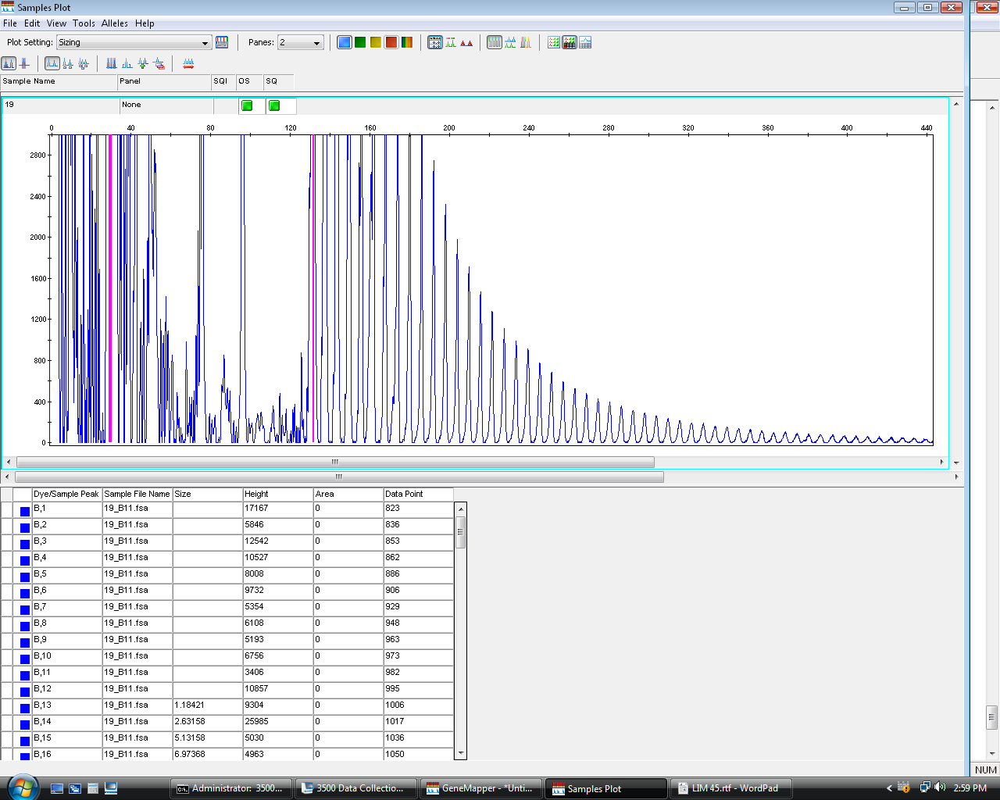 Samples Plot
File Edit View Tools Alleles Help
Plot Setting: Sizing Panes: 2
Sample Name Panel SQI OS SQ
19 None
0 40 80 120 160 200 240 280 320 360 400 440
2800
2400
2000
1600
1200
800
400
0
Dye/Sample Peak Sample File Name Size Height Area Data Point
B,1 19_B11.fsa 17167 0 823
B,2 19_B11.fsa 5846 0 836
B,3 19_B11.fsa 12542 0 853
B,4 19_B11.fsa 10527 0 862
B,5 19_B11.fsa 8008 0 886
B,6 19_B11.fsa 9732 0 906
B,7 19_B11.fsa 5354 0 929
B,8 19_B11.fsa 6108 0 948
B,9 19_B11.fsa 5193 0 963
B,10 19_B11.fsa 6756 0 973
B,11 19_B11.fsa 3406 0 982
B,12 19_B11.fsa 10857 0 995
B,13 19_B11.fsa 1.18421 9304 0 1006
B,14 19_B11.fsa 2.63158 25985 0 1017
B,15 19_B11.fsa 5.13158 5030 0 1036
B,16 19_B11.fsa 6.97368 4963 0 1050
NUM
Administrator: 3500... 3500 Data Collectio... GeneMapper - *Unti... Samples Plot LIM 45.rtf - WordPad 2:59 PM